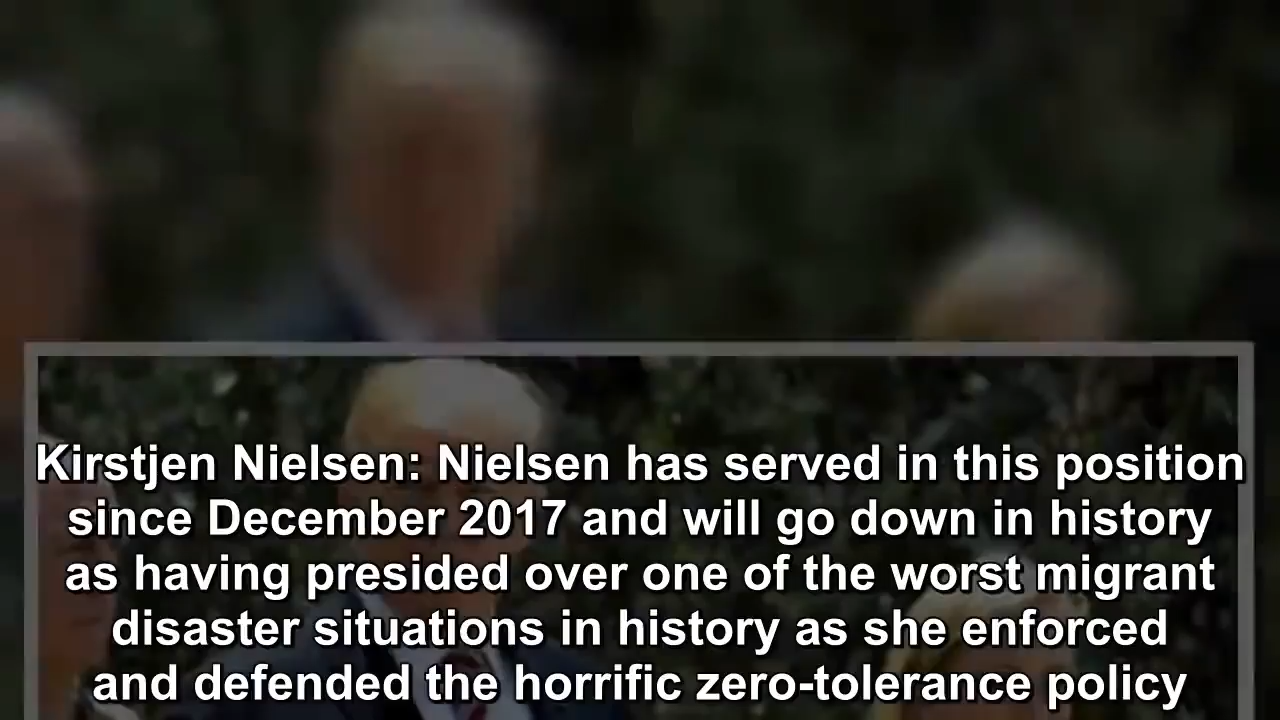 Kirstjen Nielsen: Nielsen has served in this position
since December 2017 and will go down in history
as having presided over one of the worst migrant
disaster situations in history as she enforced
and defended the horrific zero-tolerance policy